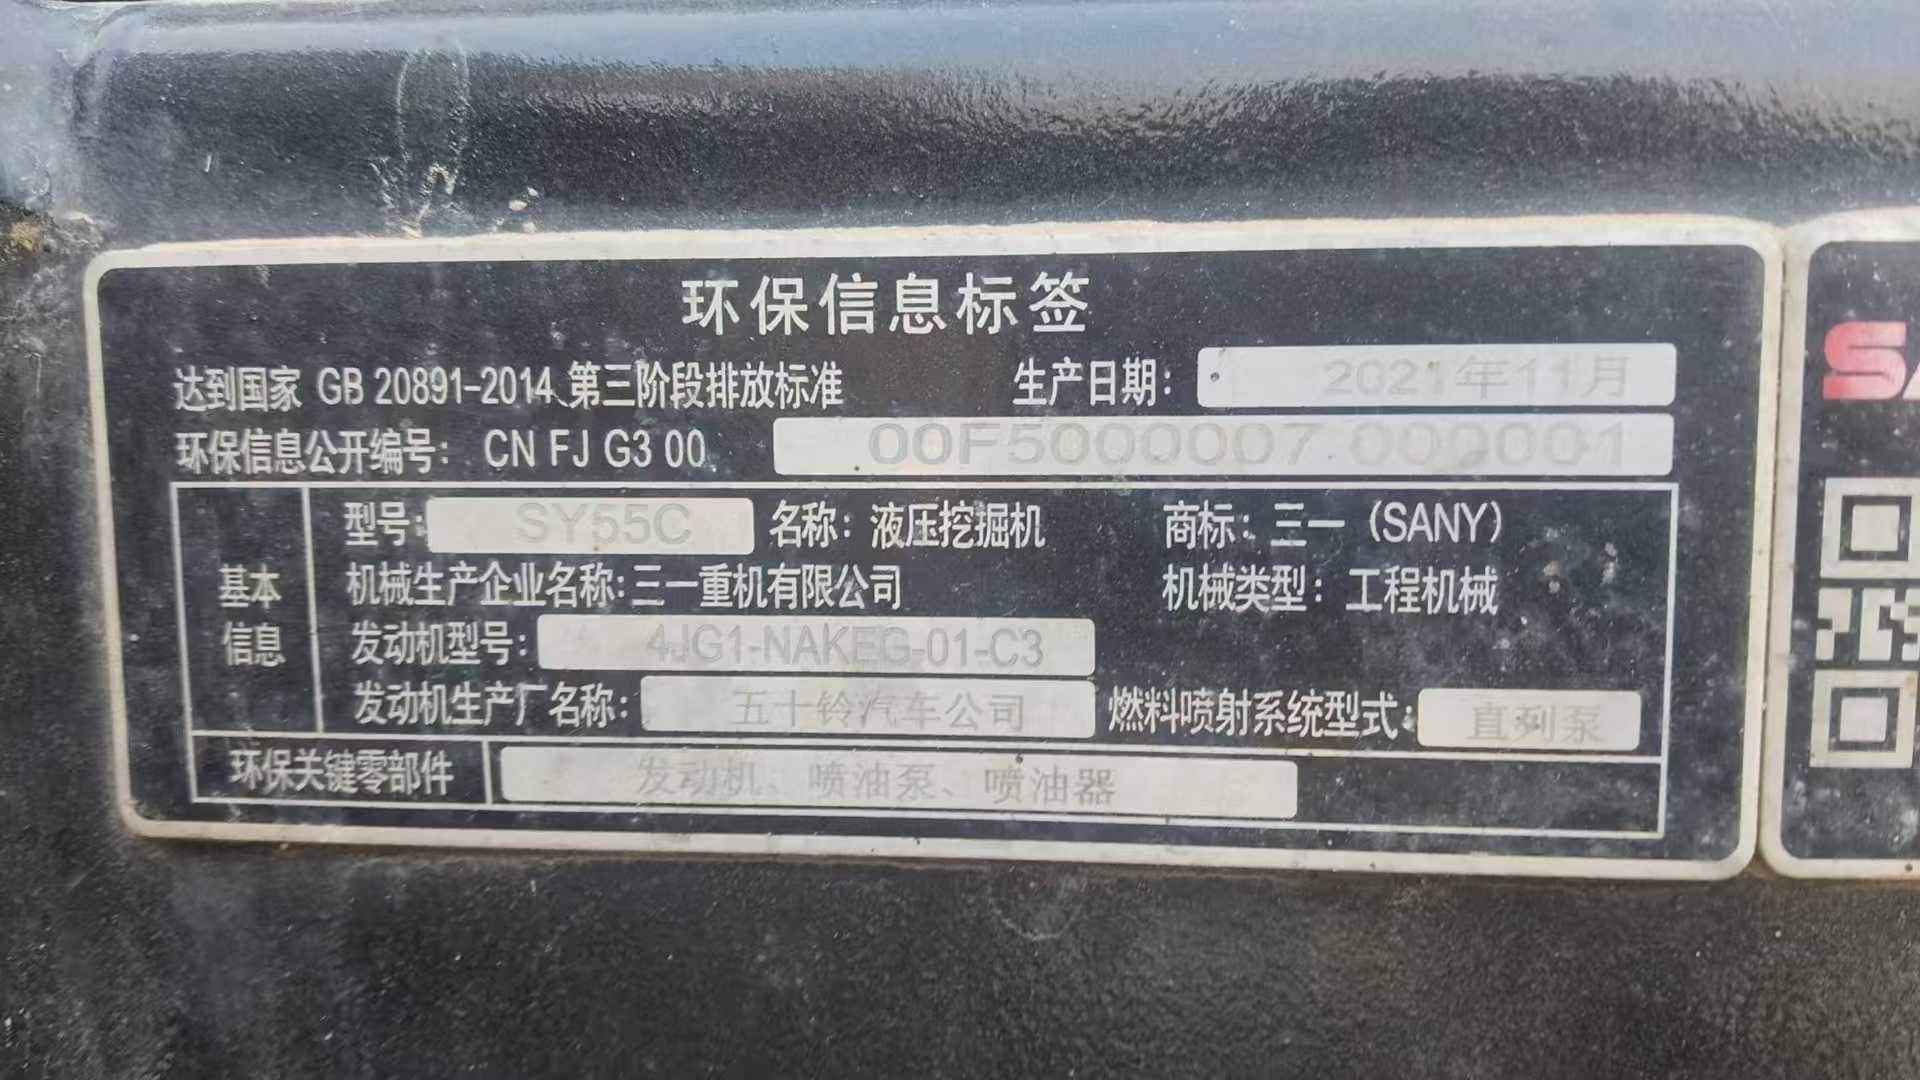 环保信息标签
达到国家 GB 20891-2014、第三阶段排放标准 生产日期： 2021年11月
环保信息公开编号： CN FJ G3 00 00F5000007 000001
基本信息
型号： SY55C 名称：液压挖掘机 商标：三一（SANY）
机械生产企业名称：三一重机有限公司 机械类型：工程机械
发动机型号： 4JG1-NAKEG-01-C3
发动机生产厂名称： 五十铃汽车公司 燃料喷射系统型式： 直列泵
环保关键零部件 发动机、喷油泵、喷油器